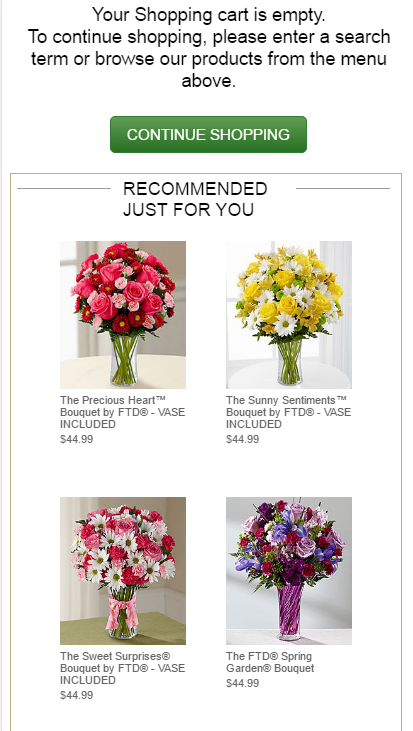 Your Shopping cart is empty.
To continue shopping, please enter a search
term or browse our products from the menu
above.
CONTINUE SHOPPING
RECOMMENDED
JUST FOR YOU
The Precious Heart™
Bouquet by FTD® - VASE
INCLUDED
$44.99
The Sunny Sentiments™
Bouquet by FTD® - VASE
INCLUDED
$44.99
The Sweet Surprises®
Bouquet by FTD® - VASE
INCLUDED
$44.99
The FTD® Spring
Garden® Bouquet
$44.99